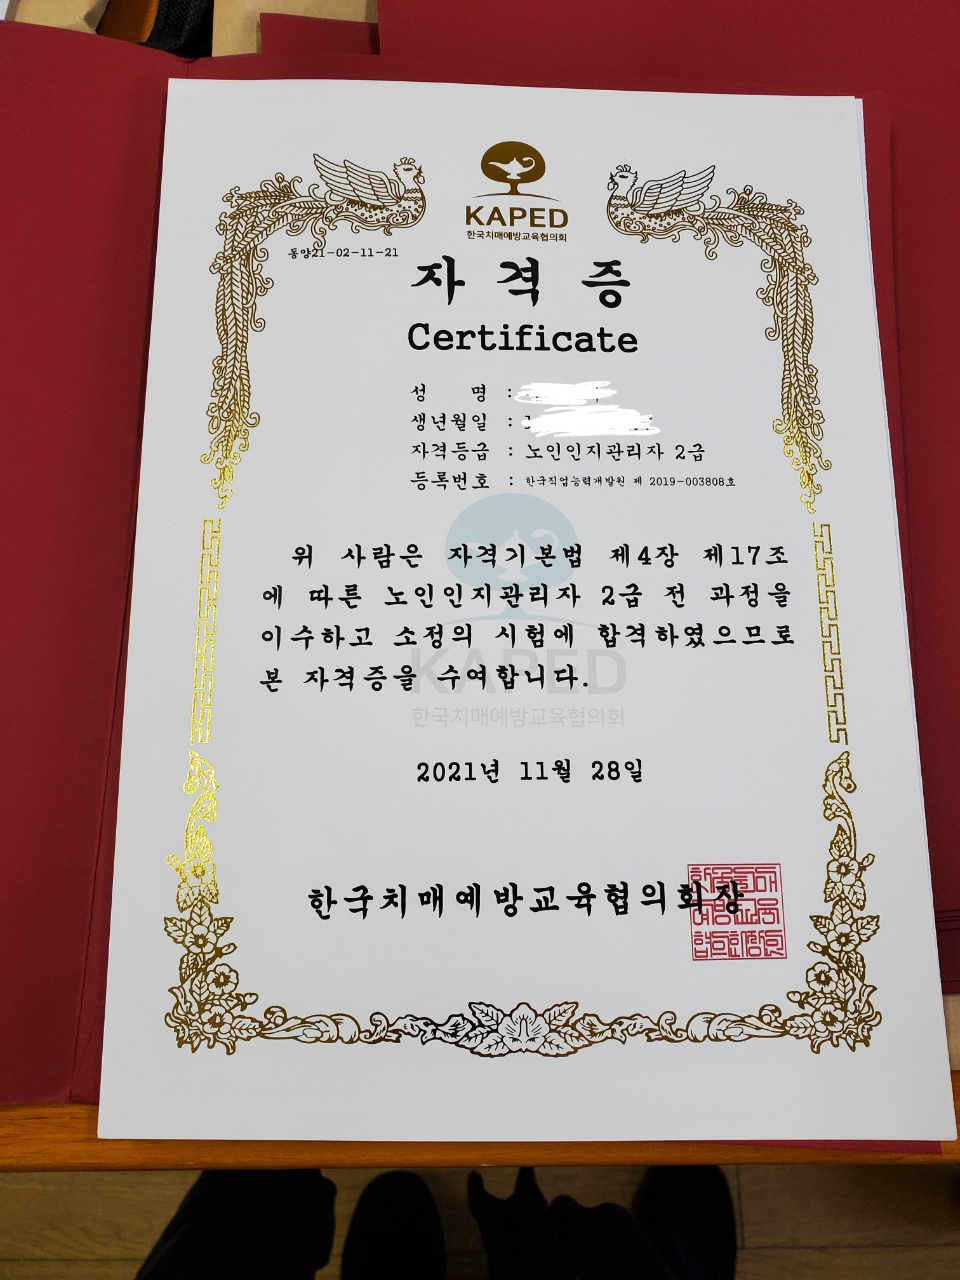 KAPED
한국치매예방교육협의회
동양21-02-11-21
자격증
Certificate
성 명 :
생년월일 :
자격등급 : 노인인지관리자 2급
등록번호 : 한국직업능력개발원 제 2019-003808호
위 사람은 자격기본법 제4장 제17조
에 따른 노인인지관리자 2급 전 과정을
이수하고 소정의 시험에 합격하였으므로
본 자격증을 수여합니다.
KAPED
한국치매예방교육협의회
2021년 11월 28일
한국치매예방교육협의회장